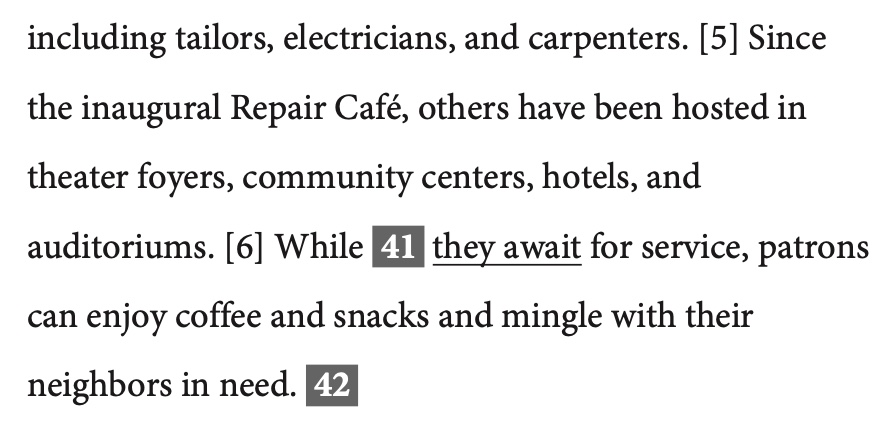 including tailors, electricians, and carpenters. [5] Since
the inaugural Repair Café, others have been hosted in
theater foyers, community centers, hotels, and
auditoriums. [6] While 41 they await for service, patrons
can enjoy coffee and snacks and mingle with their
neighbors in need. 42